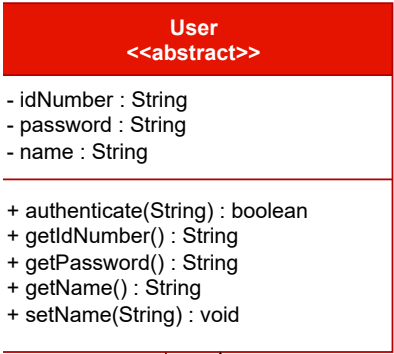 User
<<abstract>>
- idNumber : String
- password : String
- name : String
+ authenticate(String) : boolean
+ getIdNumber() : String
+ getPassword() : String
+ getName() : String
+ setName(String) : void